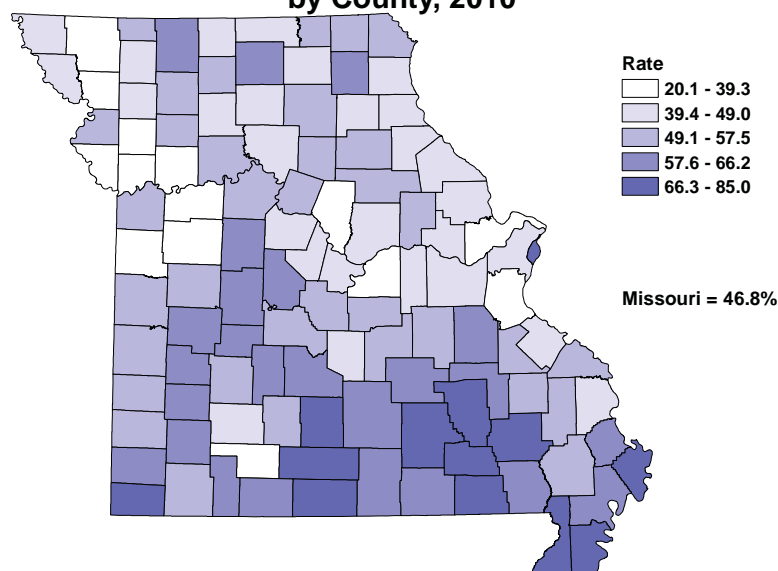 by County, 2010
Rate
20.1 - 39.3
39.4 - 49.0
49.1 - 57.5
57.6 - 66.2
66.3 - 85.0
Missouri = 46.8%